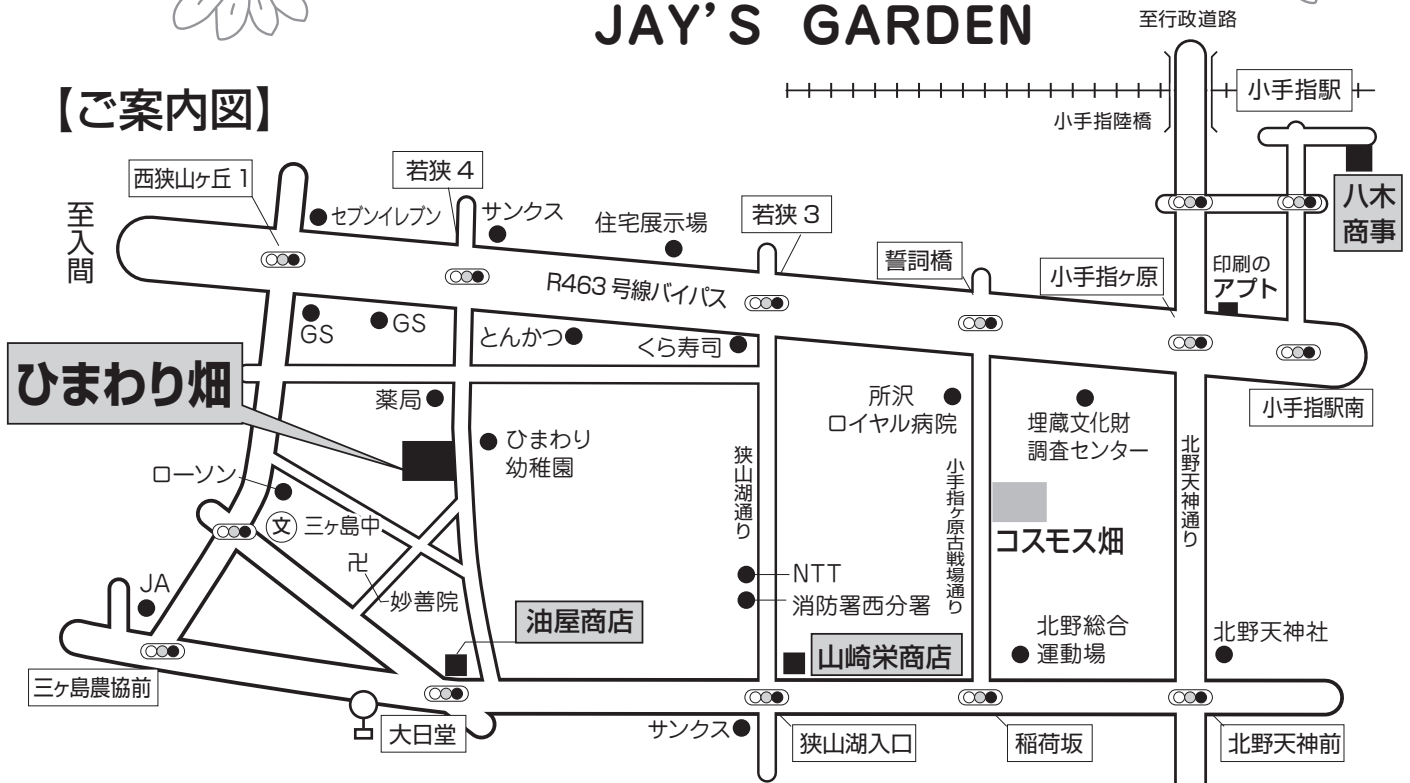 JAY'S GARDEN
至行政道路
【ご案内図】
小手指駅
小手指陸橋
西狭山ヶ丘1
若狭4
八木
商事
至入間
セブンイレブン
サンクス
住宅展示場
若狭3
誓詞橋
小手指ヶ原
印刷の
アプト
R463号線バイパス
GS
GS
とんかつ
くら寿司
ひまわり畑
薬局
所沢
ロイヤル病院
埋蔵文化財
調査センター
小手指駅南
ひまわり
幼稚園
ローソン
狭山湖通り
小手指ヶ原古戦場通り
北野天神通り
文
三ヶ島中
コスモス畑
卍
妙善院
NTT
消防署西分署
JA
油屋商店
山崎栄商店
北野総合
運動場
北野天神社
三ヶ島農協前
大日堂
サンクス
狭山湖入口
稲荷坂
北野天神前